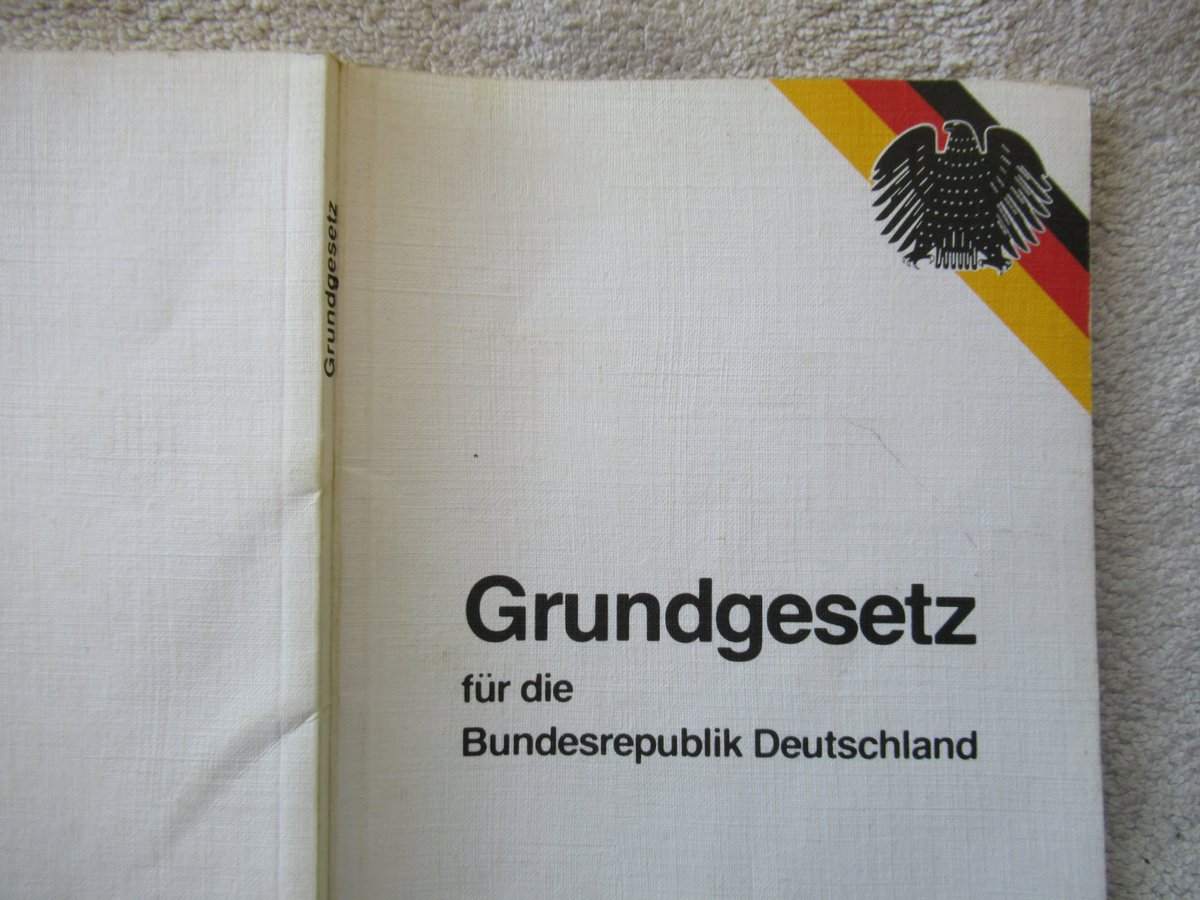 Grundgesetz
Grundgesetz
für die
Bundesrepublik Deutschland